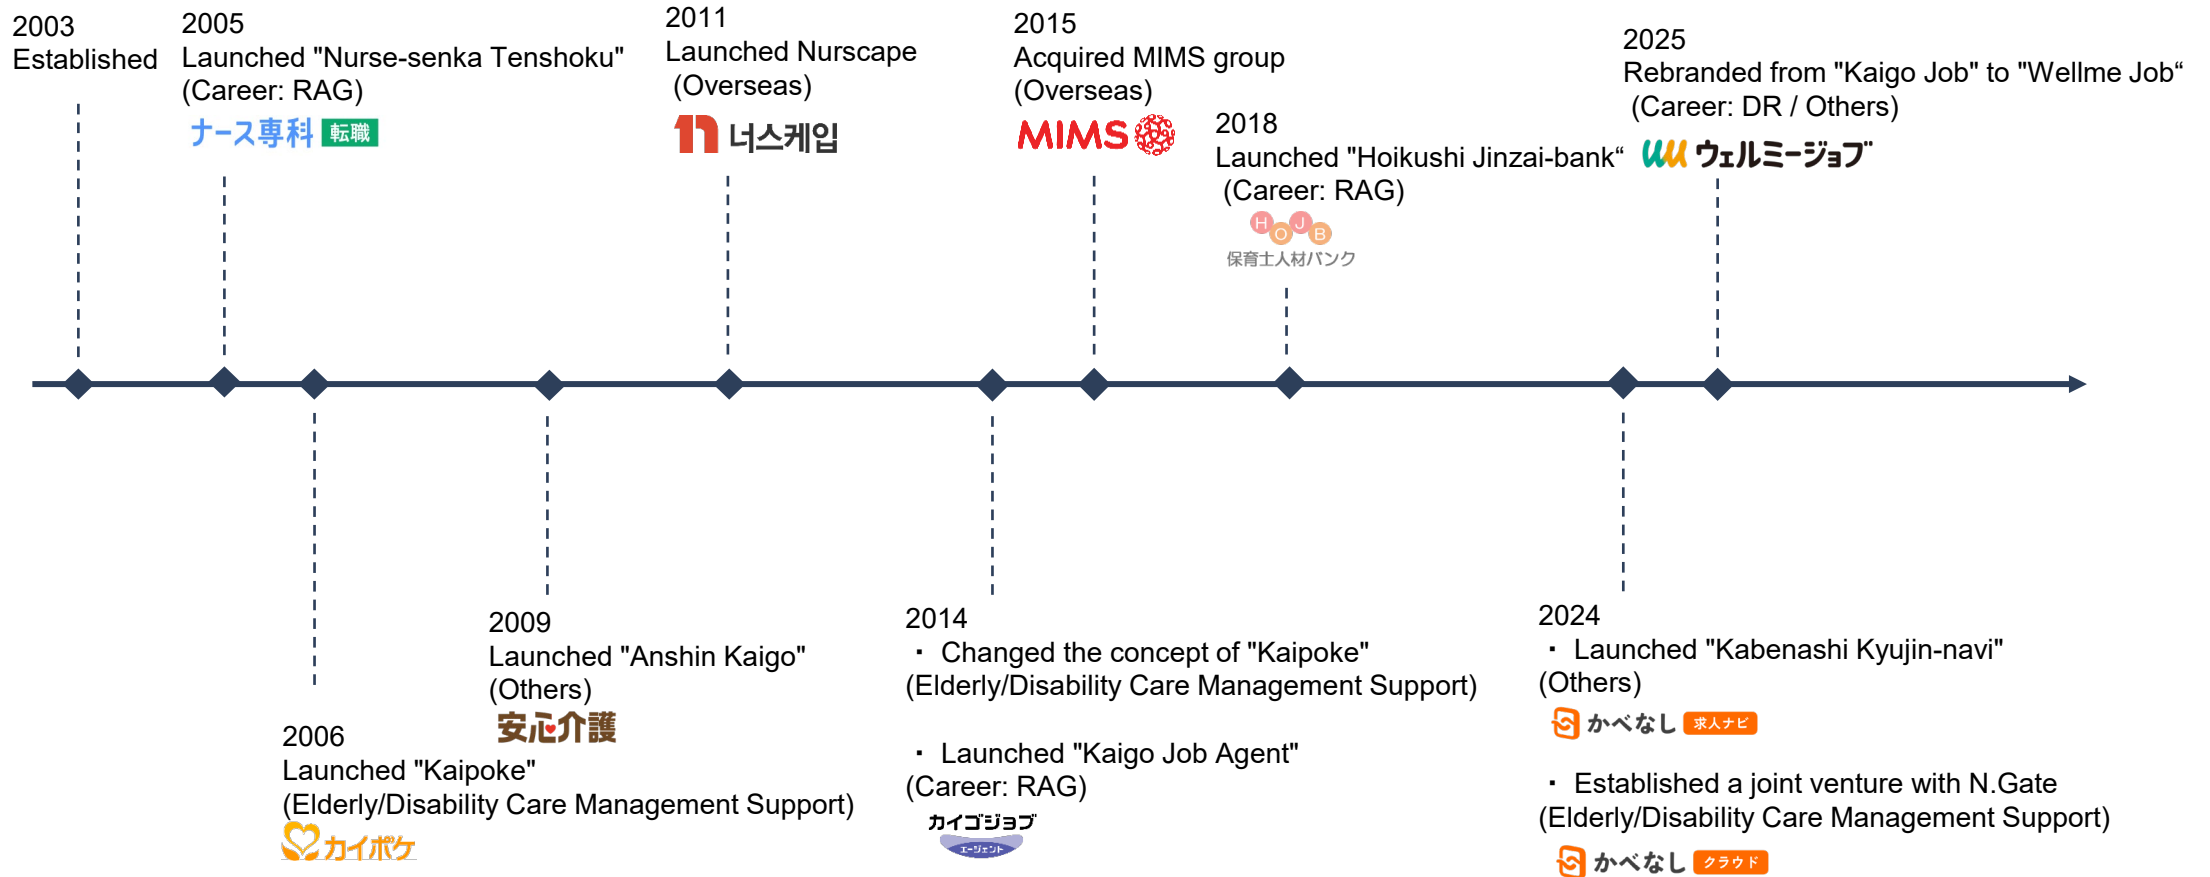 2003
Established
2005
Launched "Nurse-senka Tenshoku"
(Career: RAG)
ナース専科 転職
2011
Launched Nurscape
(Overseas)
너스케입
2015
Acquired MIMS group
(Overseas)
MIMS
2018
Launched "Hoikushi Jinzai-bank“
(Career: RAG)
HOJB
保育士人材バンク
2025
Rebranded from "Kaigo Job" to "Wellme Job“
(Career: DR / Others)
ウェルミージョブ
2006
Launched "Kaipoke"
(Elderly/Disability Care Management Support)
カイポケ
2009
Launched "Anshin Kaigo"
(Others)
安心介護
2014
・ Changed the concept of "Kaipoke"
(Elderly/Disability Care Management Support)
・ Launched "Kaigo Job Agent"
(Career: RAG)
カイゴジョブ
エージェント
2024
・ Launched "Kabenashi Kyujin-navi"
(Others)
かべなし 求人ナビ
・ Established a joint venture with N.Gate
(Elderly/Disability Care Management Support)
かべなし クラウド